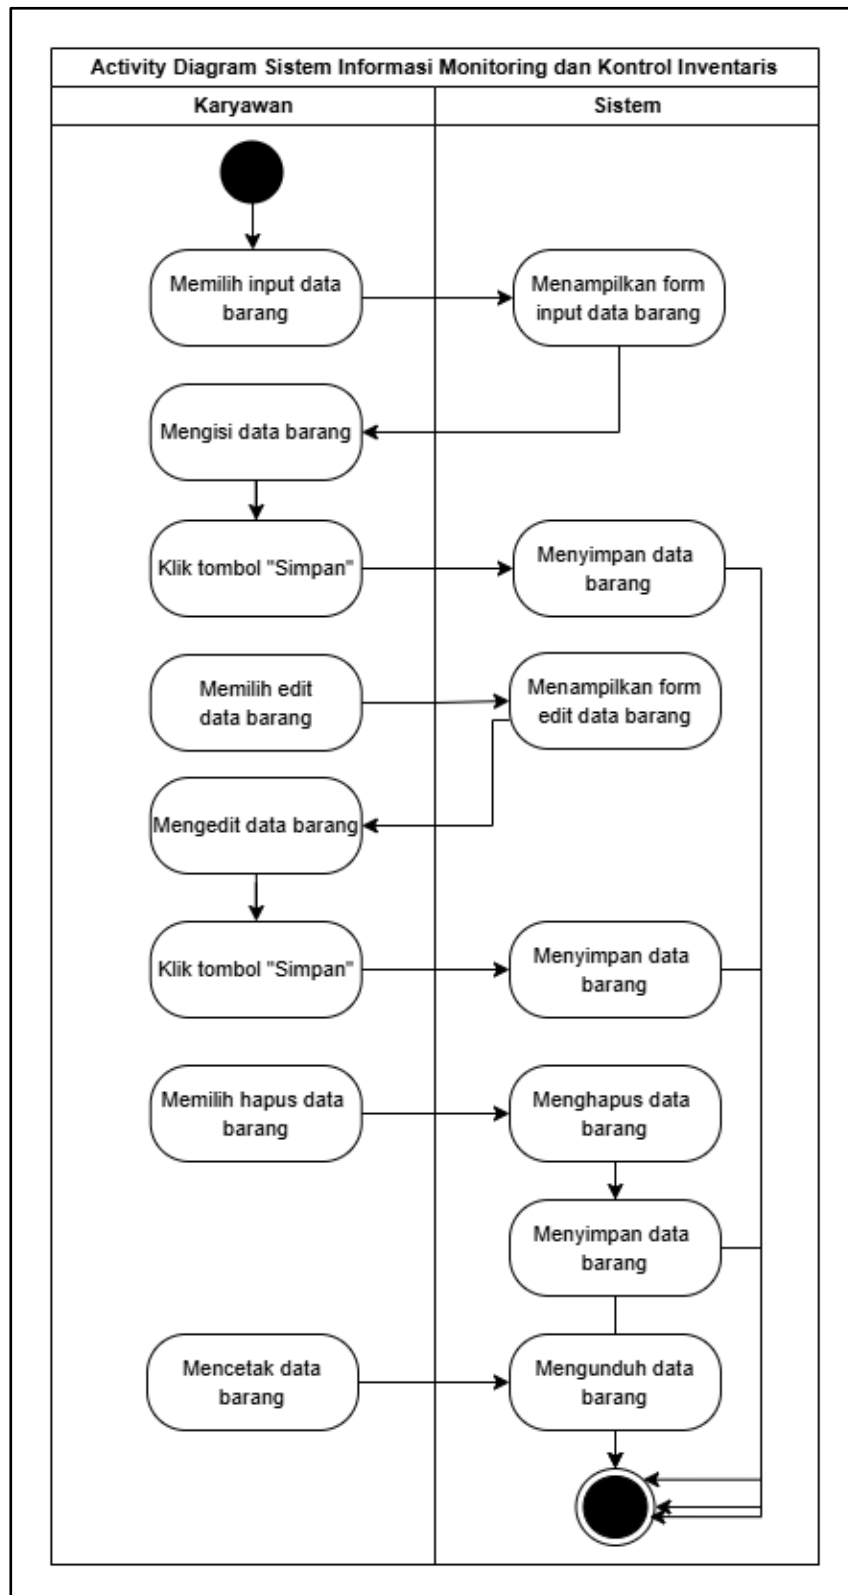 Activity Diagram Sistem Informasi Monitoring dan Kontrol Inventaris
Karyawan
Sistem
Memilih input data
barang
Menampilkan form
input data barang
Mengisi data barang
Klik tombol "Simpan"
Menyimpan data
barang
Memilih edit
data barang
Menampilkan form
edit data barang
Mengedit data barang
Klik tombol "Simpan"
Menyimpan data
barang
Memilih hapus data
barang
Menghapus data
barang
Menyimpan data
barang
Mencetak data
barang
Mengunduh data
barang